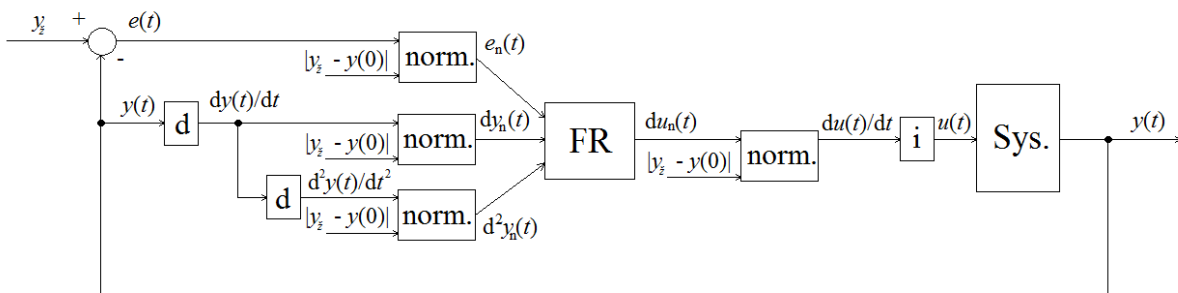 y_ž + e(t)
-
|y_ž - y(0)|
norm.
e_n(t)
y(t)
d
dy(t)/dt
|y_ž - y(0)|
norm.
dy_n(t)
d
d²y(t)/dt²
|y_ž - y(0)|
norm.
d²y_n(t)
FR
du_n(t)
|y_ž - y(0)|
norm.
du(t)/dt
i
u(t)
Sys.
y(t)